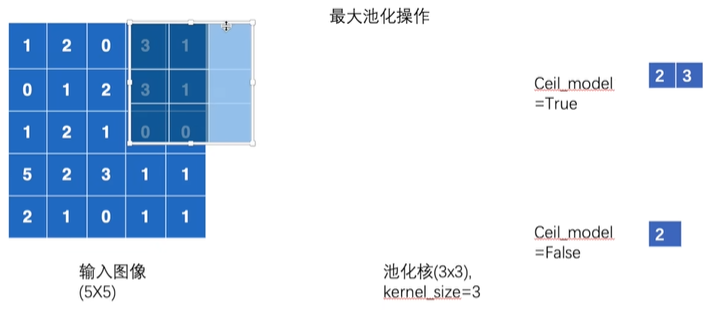 最大池化操作
1 2 0 3 1
0 1 2 3 1
1 2 1 0 0
5 2 3 1 1
2 1 0 1 1
Ceil_model
=True
2 3
Ceil_model
=False
2
输入图像
(5X5)
池化核(3x3),
kernel_size=3